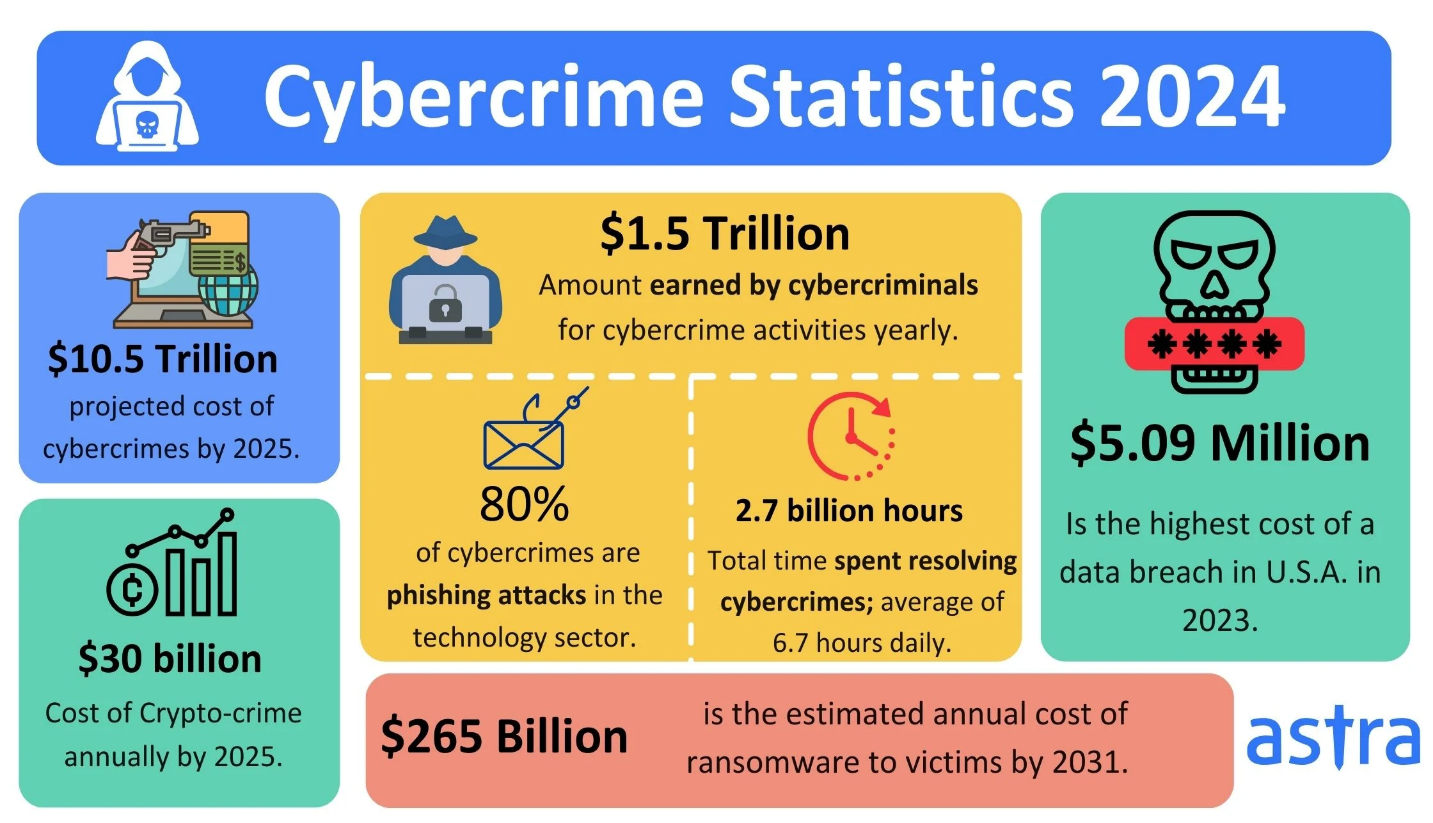 Cybercrime Statistics 2024
$10.5 Trillion
projected cost of
cybercrimes by 2025.
$30 billion
Cost of Crypto-crime
annually by 2025.
$1.5 Trillion
Amount earned by cybercriminals
for cybercrime activities yearly.
80%
of cybercrimes are
phishing attacks in the
technology sector.
2.7 billion hours
Total time spent resolving
cybercrimes; average of
6.7 hours daily.
$5.09 Million
Is the highest cost of a
data breach in U.S.A. in
2023.
$265 Billion
is the estimated annual cost of
ransomware to victims by 2031.
astra